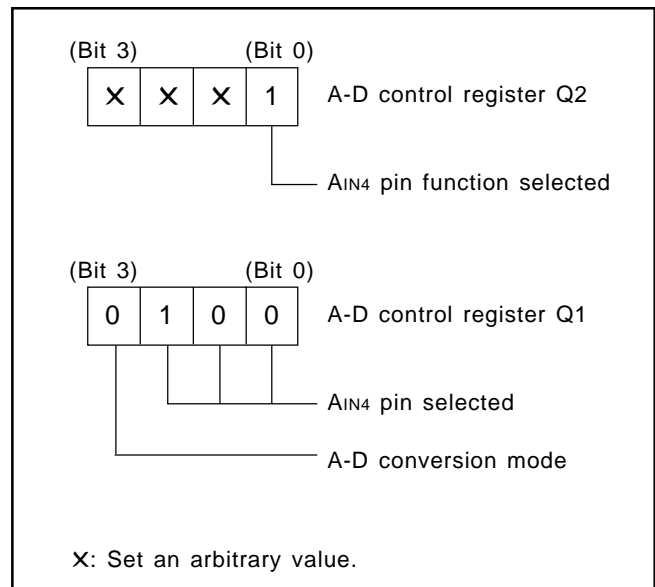 (Bit 3) (Bit 0)
X X X 1 A-D control register Q2
AIN4 pin function selected
(Bit 3) (Bit 0)
0 1 0 0 A-D control register Q1
AIN4 pin selected
A-D conversion mode
X: Set an arbitrary value.